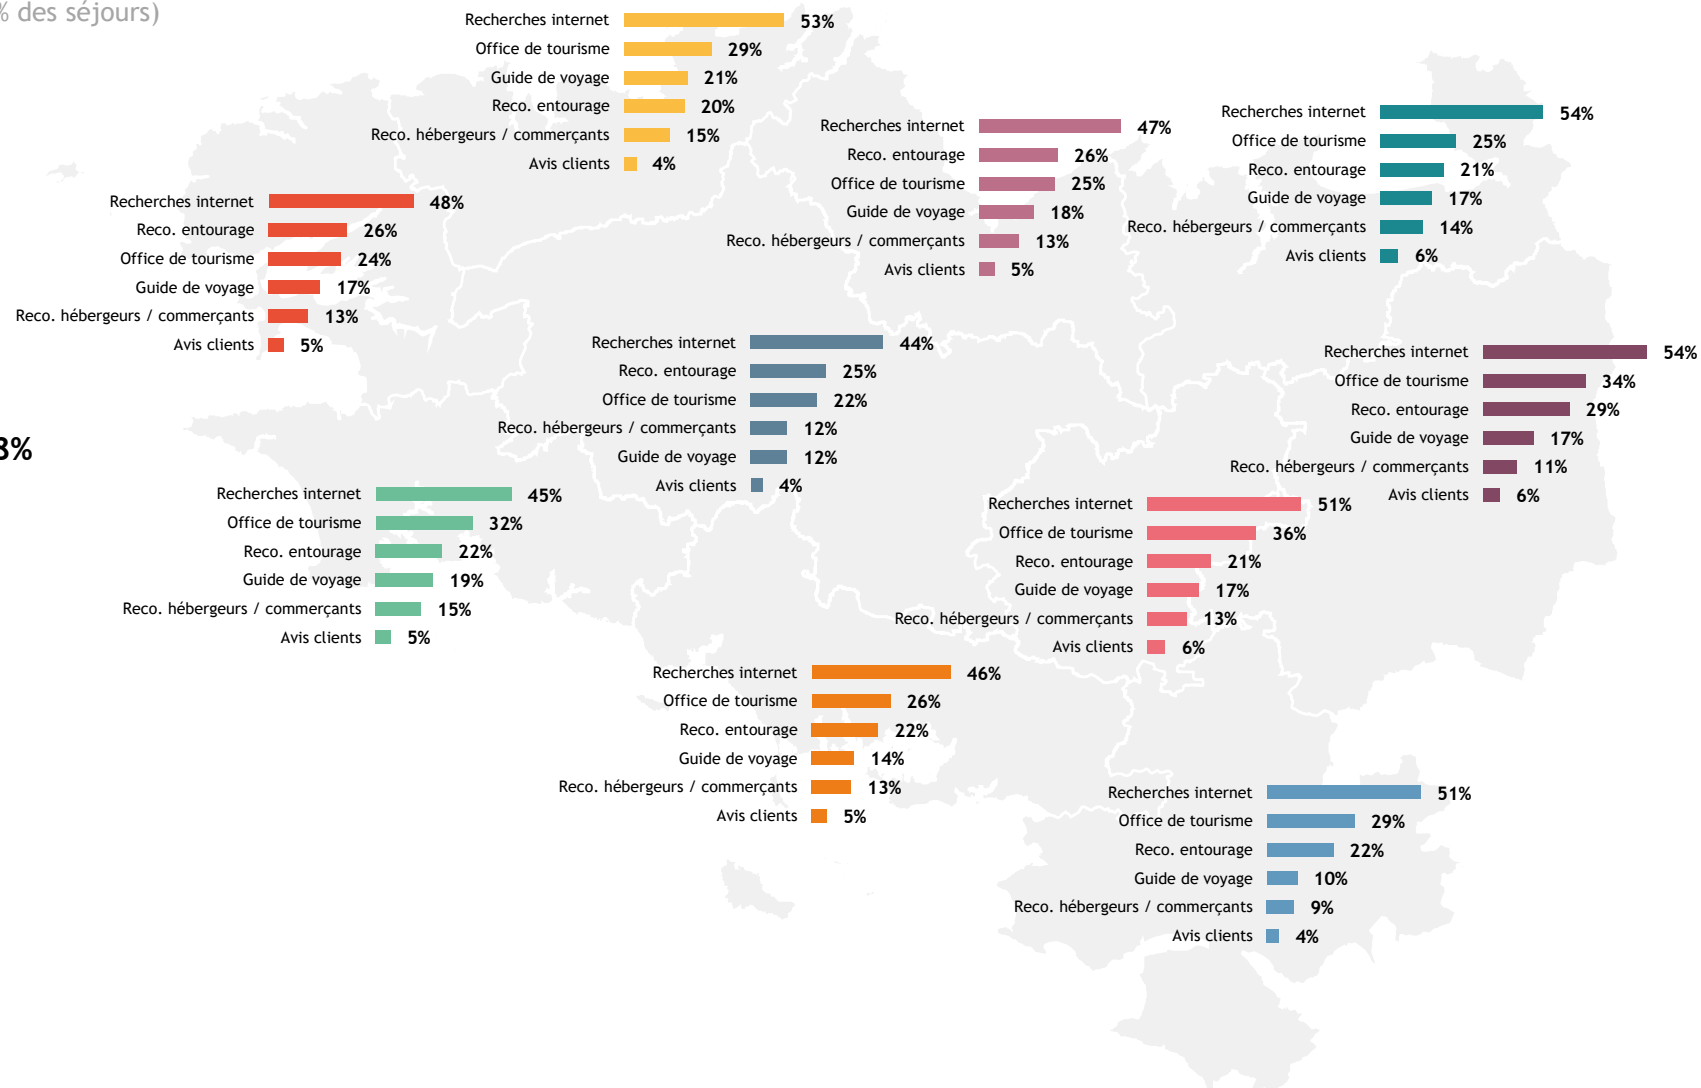 % des séjours)
Recherches internet 53%
Office de tourisme 29%
Guide de voyage 21%
Reco. entourage 20%
Reco. hébergeurs / commerçants 15%
Avis clients 4%
Recherches internet 47%
Reco. entourage 26%
Office de tourisme 25%
Guide de voyage 18%
Reco. hébergeurs / commerçants 13%
Avis clients 5%
Recherches internet 54%
Office de tourisme 25%
Reco. entourage 21%
Guide de voyage 17%
Reco. hébergeurs / commerçants 14%
Avis clients 6%
Recherches internet 48%
Reco. entourage 26%
Office de tourisme 24%
Guide de voyage 17%
Reco. hébergeurs / commerçants 13%
Avis clients 5%
Recherches internet 44%
Reco. entourage 25%
Office de tourisme 22%
Reco. hébergeurs / commerçants 12%
Guide de voyage 12%
Avis clients 4%
Recherches internet 54%
Office de tourisme 34%
Reco. entourage 29%
Guide de voyage 17%
Reco. hébergeurs / commerçants 11%
Avis clients 6%
8%
Recherches internet 45%
Office de tourisme 32%
Reco. entourage 22%
Guide de voyage 19%
Reco. hébergeurs / commerçants 15%
Avis clients 5%
Recherches internet 51%
Office de tourisme 36%
Reco. entourage 21%
Guide de voyage 17%
Reco. hébergeurs / commerçants 13%
Avis clients 6%
Recherches internet 46%
Office de tourisme 26%
Reco. entourage 22%
Guide de voyage 14%
Reco. hébergeurs / commerçants 13%
Avis clients 5%
Recherches internet 51%
Office de tourisme 29%
Reco. entourage 22%
Guide de voyage 10%
Reco. hébergeurs / commerçants 9%
Avis clients 4%